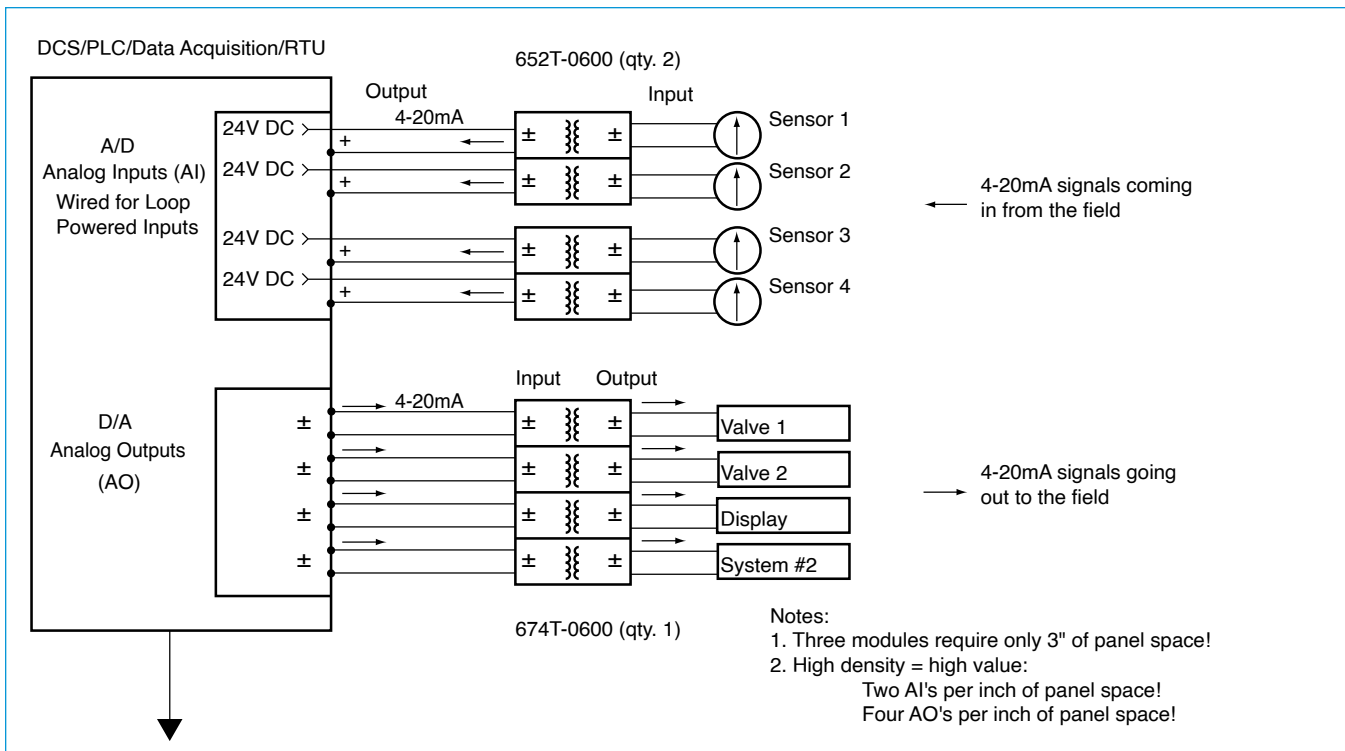 DCS/PLC/Data Acquisition/RTU
652T-0600 (qty. 2)
Output
Input
4-20mA
A/D
Analog Inputs (AI)
Wired for Loop
Powered Inputs
24V DC
+
± ±
Sensor 1
24V DC
+
± ±
Sensor 2
24V DC
+
± ±
Sensor 3
24V DC
+
± ±
Sensor 4
4-20mA signals coming
in from the field
Input Output
4-20mA
D/A
Analog Outputs
(AO)
± ± ±
Valve 1
± ± ±
Valve 2
± ± ±
Display
± ± ±
System #2
4-20mA signals going
out to the field
674T-0600 (qty. 1)
Notes:
1. Three modules require only 3" of panel space!
2. High density = high value:
Two AI's per inch of panel space!
Four AO's per inch of panel space!